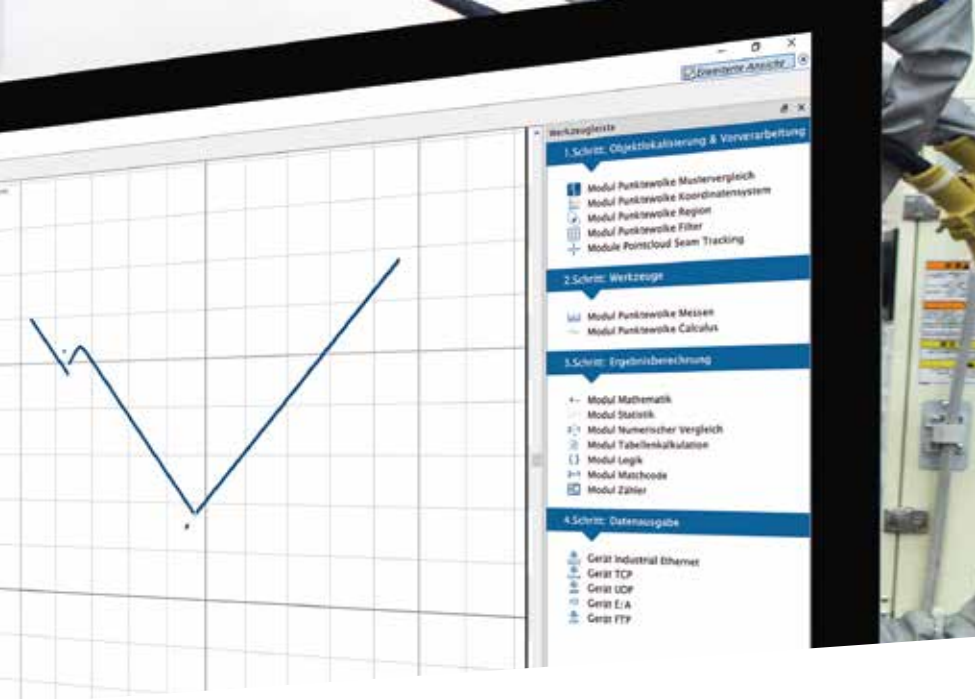 Erweiterte Ansicht
Werkzeugleiste
1.Schritt: Objektlokalisierung & Vorverarbeitung
Modul Punktewolke Mustervergleich
Modul Punktewolke Koordinatensystem
Modul Punktewolke Region
Modul Punktewolke Filter
Module Pointcloud Seam Tracking
2.Schritt: Werkzeuge
Modul Punktewolke Messen
Modul Punktewolke Calculus
3.Schritt: Ergebnisberechnung
Modul Mathematik
Modul Statistik
Modul Numerischer Vergleich
Modul Tabellenkalkulation
Modul Logik
Modul Matchcode
Modul Zähler
4.Schritt: Datenausgabe
Gerät Industrial Ethernet
Gerät TCP
Gerät UDP
Gerät E/A
Gerät FTP